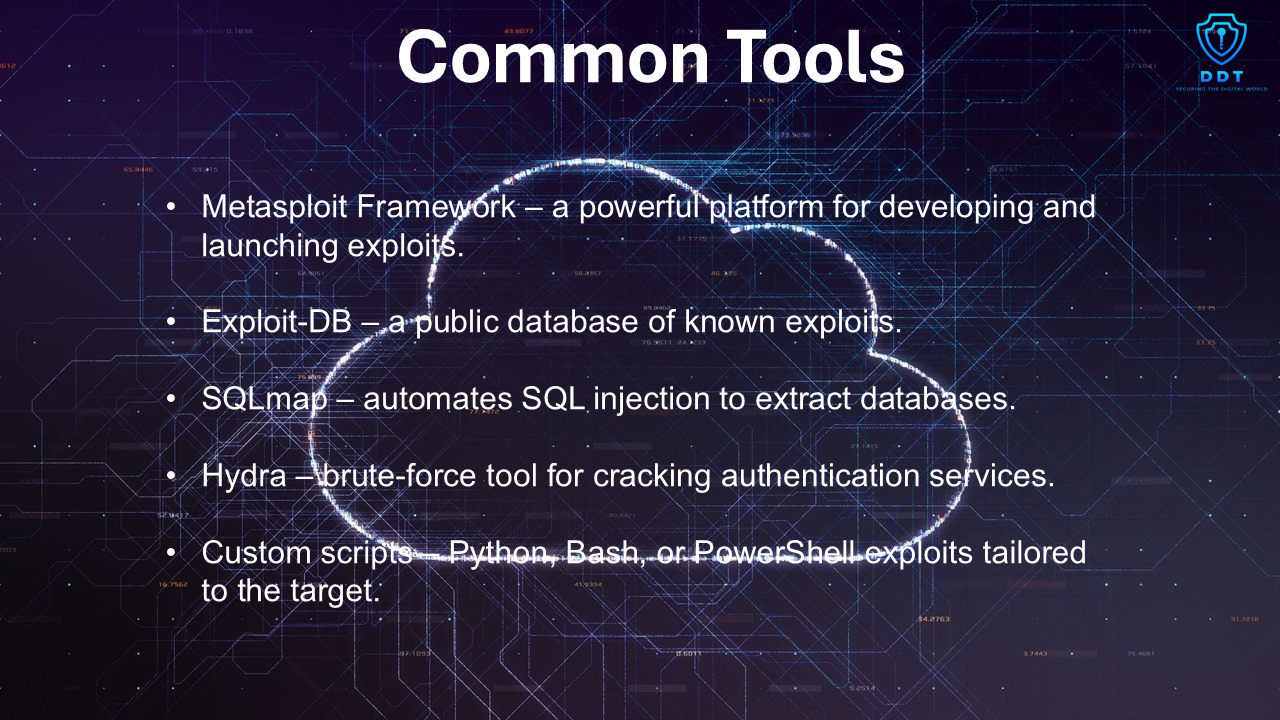 Common Tools
DDT
SECURING THE DIGITAL WORLD
• Metasploit Framework – a powerful platform for developing and
launching exploits.
• Exploit-DB – a public database of known exploits.
• SQLmap – automates SQL injection to extract databases.
• Hydra – brute-force tool for cracking authentication services.
• Custom scripts – Python, Bash, or PowerShell exploits tailored
to the target.